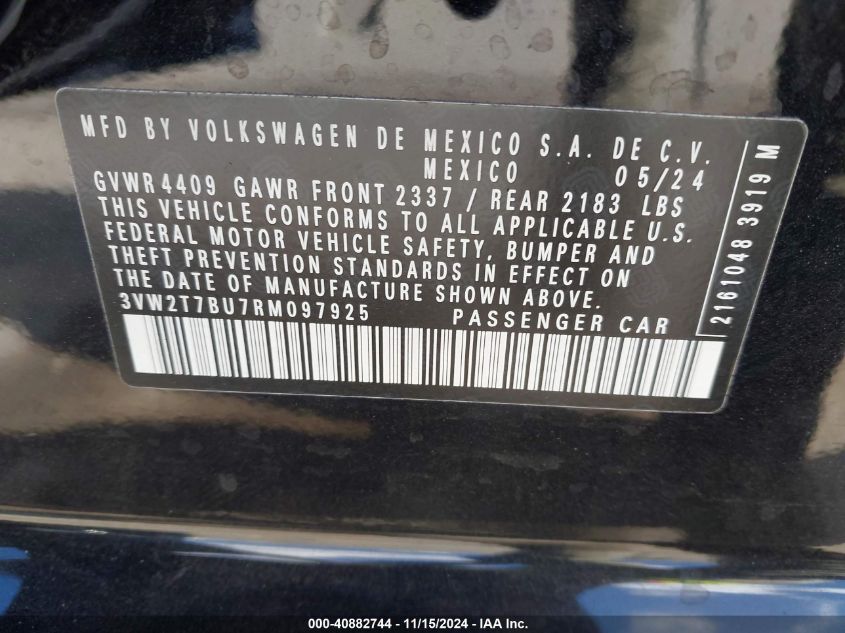 MFD BY VOLKSWAGEN DE MEXICO S.A. DE C.V.
MEXICO 05/24
GVWR 4409 GAWR FRONT 2337 / REAR 2183 LBS
THIS VEHICLE CONFORMS TO ALL APPLICABLE U.S.
FEDERAL MOTOR VEHICLE SAFETY, BUMPER AND
THEFT PREVENTION STANDARDS IN EFFECT ON
THE DATE OF MANUFACTURE SHOWN ABOVE.
3VW2T7BU7RM097925 PASSENGER CAR
2161048 3919 M
000-40882744 - 11/15/2024 - IAA Inc.